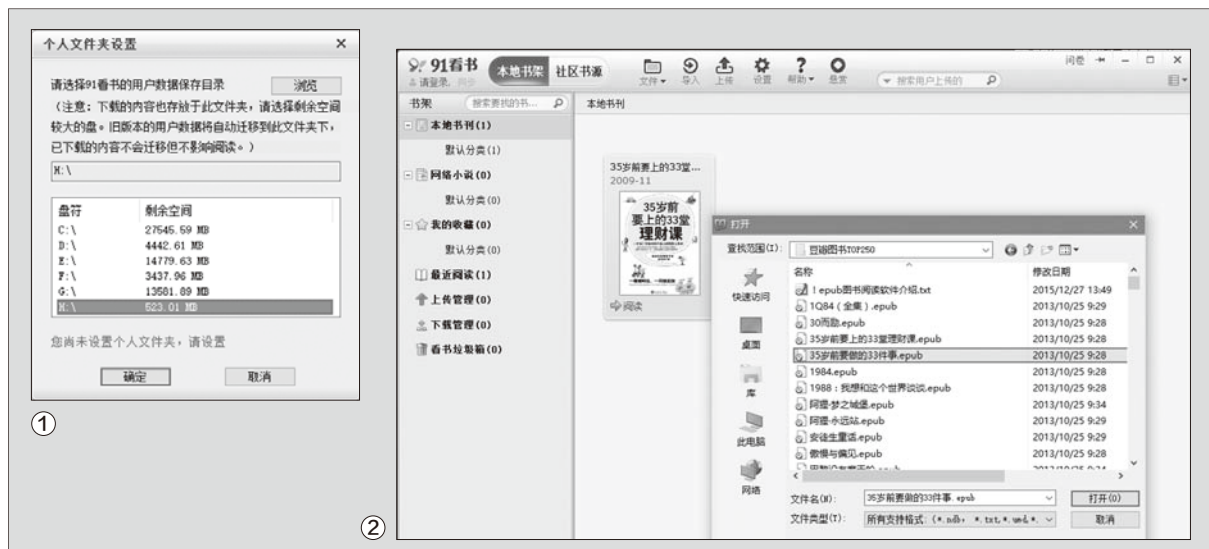 个人文件夹设置
请选择91看书的用户数据保存目录 浏览
(注意:下载的内容也存放于此文件夹,请选择剩余空间
较大的盘。旧版本的用户数据将自动迁移到此文件夹下,
已下载的内容不会迁移但不影响阅读。)
H:\
盘符 剩余空间
C:\ 27545.59 MB
D:\ 4442.61 MB
E:\ 14779.63 MB
F:\ 3437.96 MB
G:\ 13581.89 MB
H:\ 523.01 MB
您尚未设置个人文件夹,请设置
确定 取消
①
91看书
请登录
本地书架 社区书源
文件 导入 上传 设置 帮助 悬赏
搜索用户上传的
问卷
书架 搜索要找的书...
本地书刊(1)
默认分类(1)
网络小说(0)
默认分类(0)
我的收藏(0)
默认分类(0)
最近阅读(1)
上传管理(0)
下载管理(0)
看书垃圾箱(0)
本地书刊
35岁前要上的33堂...
2009-11
35岁前
要上的33堂
理财课
阅读
打开
查找范围(I): 豆瓣图书TOP250
快速访问
桌面
库
此电脑
网络
名称 修改日期
！epub图书阅读软件介绍.txt 2015/12/27 13:49
1Q84（全集）.epub 2013/10/25 9:29
30而励.epub 2013/10/25 9:28
35岁前要上的33堂理财课.epub 2013/10/25 9:28
35岁前要做的33件事.epub 2013/10/25 9:28
1984.epub 2013/10/25 9:28
1988：我想和这个世界谈谈.epub 2013/10/25 9:28
阿狸·梦之城堡.epub 2013/10/25 9:34
阿狸·永远站.epub 2013/10/25 9:29
安徒生童话.epub 2013/10/25 9:29
傲慢与偏见.epub 2013/10/25 9:28
文件名(N): 35岁前要做的33件事.epub 打开(O)
文件类型(T): 所有支持格式: (*.ndb, *.txt,*.umd,*. 取消
②